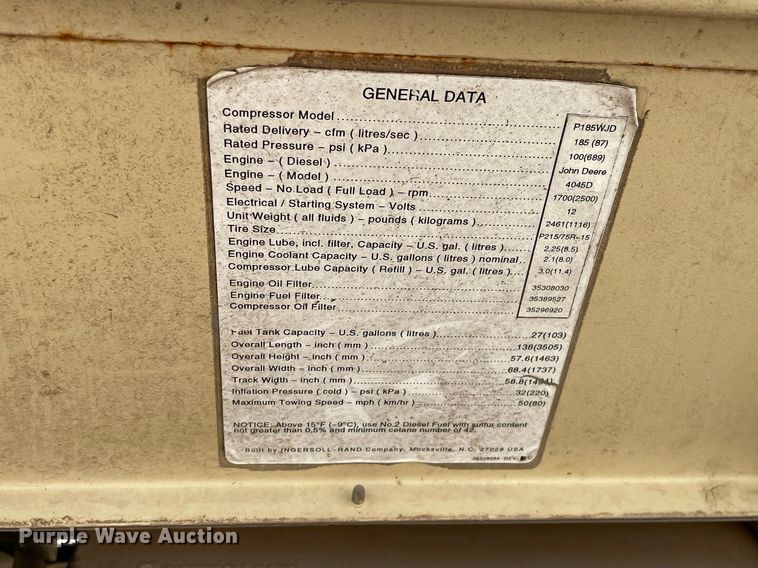 GENERAL DATA
Compressor Model P185WJD
Rated Delivery – cfm ( litres/sec ) 185 (87)
Rated Pressure – psi ( kPa ) 100(689)
Engine – ( Diesel ) John Deere
Engine – ( Model ) 4045D
Speed – No Load ( Full Load ) – rpm 1700(2500)
Electrical / Starting System – Volts 12
Unit Weight ( all fluids ) – pounds ( kilograms ) 2461(1116)
Tire Size P215/75R–15
Engine Lube, incl. filter, Capacity – U.S. gal. ( litres ) 2.25(8.5)
Engine Coolant Capacity – U.S. gallons ( litres ) nominal 2.1(8.0)
Compressor Lube Capacity ( Refill ) – U.S. gal. ( litres ) 3.0(11.4)
Engine Oil Filter 35308030
Engine Fuel Filter 35389527
Compressor Oil Filter 35296920
Fuel Tank Capacity – U.S. gallons ( litres ) 27(103)
Overall Length – inch ( mm ) 138(3505)
Overall Height – inch ( mm ) 57.6(1463)
Overall Width – inch ( mm ) 68.4(1737)
Track Width – inch ( mm ) 58.8(1494)
Inflation Pressure ( cold ) – psi ( kPa ) 32(220)
Maximum Towing Speed – mph ( km/hr ) 50(80)
NOTICE: Above 15°F (–9°C), use No.2 Diesel Fuel with sulfur content
not greater than 0.5% and minimum cetane number of 42.
Built by INGERSOLL–RAND Company, Mocksville, N.C. 27028 USA
REV.
Purple Wave Auction